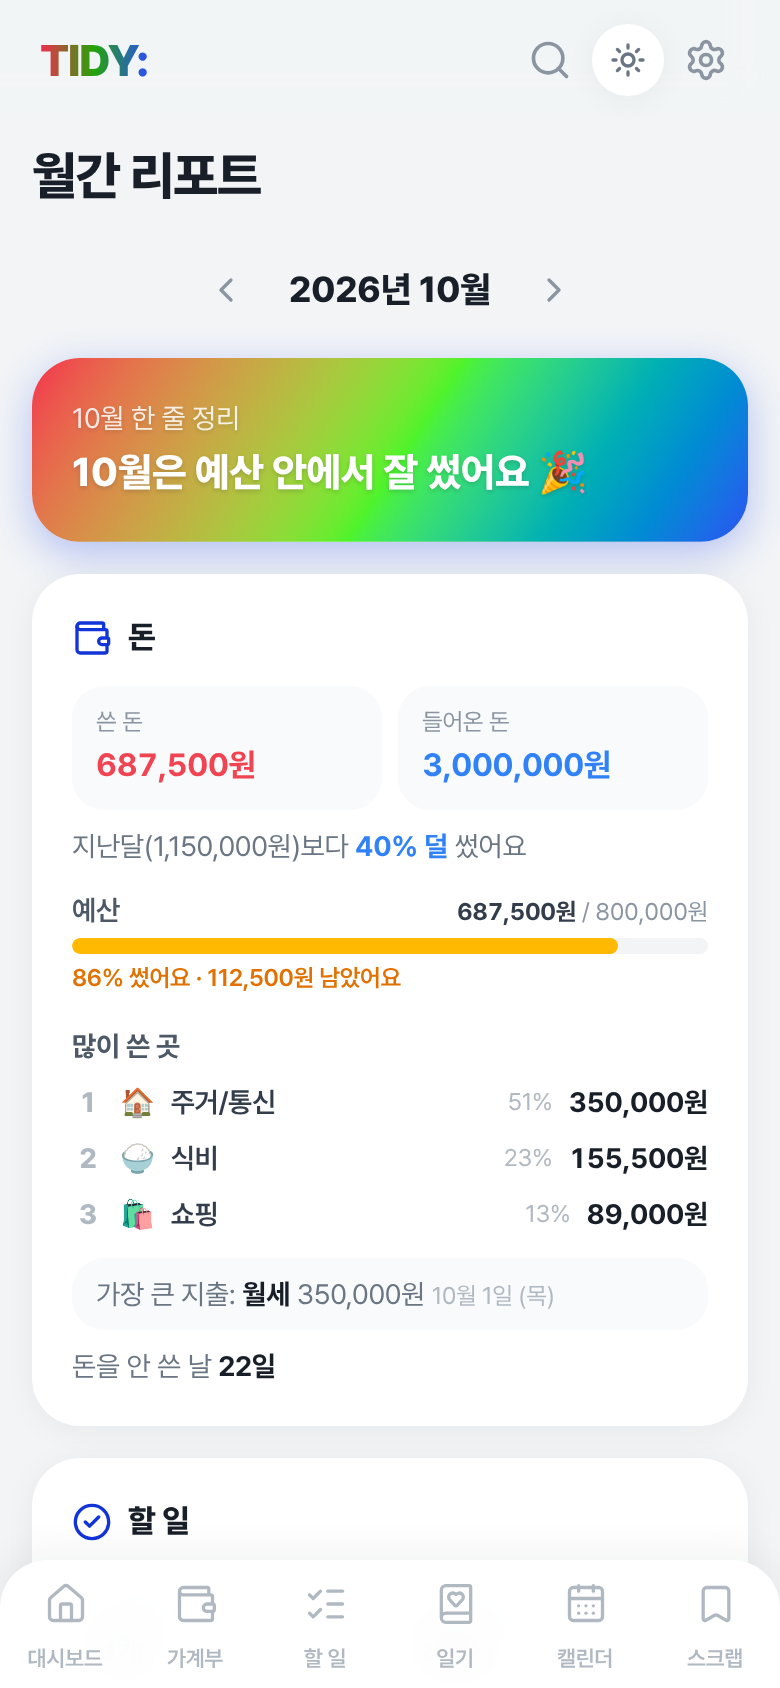 TIDY:
월간 리포트
2026년 10월
10월 한 줄 정리
10월은 예산 안에서 잘 썼어요 🎉
돈
쓴 돈
687,500원
들어온 돈
3,000,000원
지난달(1,150,000원)보다 40% 덜 썼어요
예산 687,500원 / 800,000원
86% 썼어요 · 112,500원 남았어요
많이 쓴 곳
1 🏠 주거/통신 51% 350,000원
2 🍚 식비 23% 155,500원
3 🛍️ 쇼핑 13% 89,000원
가장 큰 지출: 월세 350,000원 10월 1일 (목)
돈을 안 쓴 날 22일
할 일
대시보드 가계부 할 일 일기 캘린더 스크랩